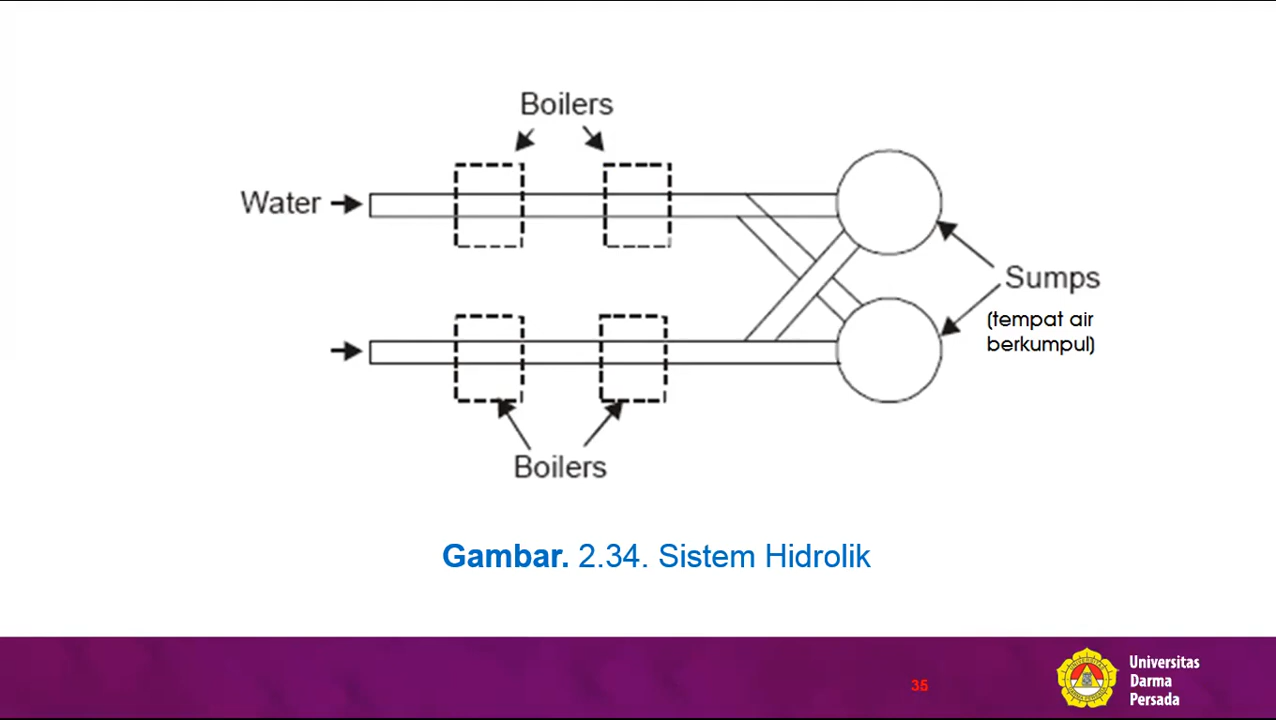 Boilers
Water
Sumps
(tempat air
berkumpul)
Boilers
Gambar. 2.34. Sistem Hidrolik
35
Universitas
Darma
Persada